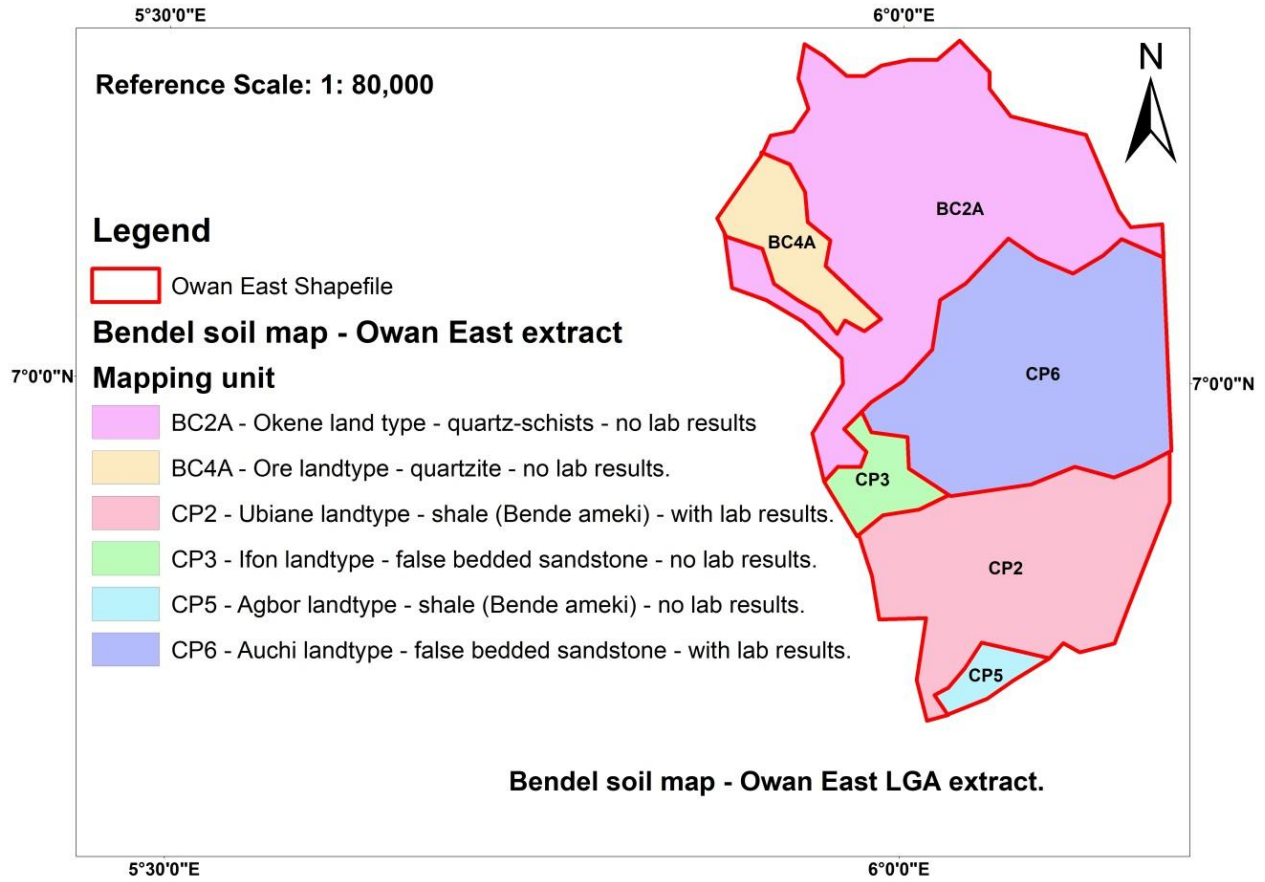 5°30'0"E
6°0'0"E
Reference Scale: 1: 80,000
N
BC2A
Legend
BC4A
Owan East Shapefile
Bendel soil map - Owan East extract
7°0'0"N
Mapping unit
CP6
7°0'0"N
BC2A - Okene land type - quartz-schists - no lab results
BC4A - Ore landtype - quartzite - no lab results.
CP3
CP2 - Ubiane landtype - shale (Bende ameki) - with lab results.
CP3 - Ifon landtype - false bedded sandstone - no lab results.
CP2
CP5 - Agbor landtype - shale (Bende ameki) - no lab results.
CP6 - Auchi landtype - false bedded sandstone - with lab results.
CP5
Bendel soil map - Owan East LGA extract.
5°30'0"E
6°0'0"E